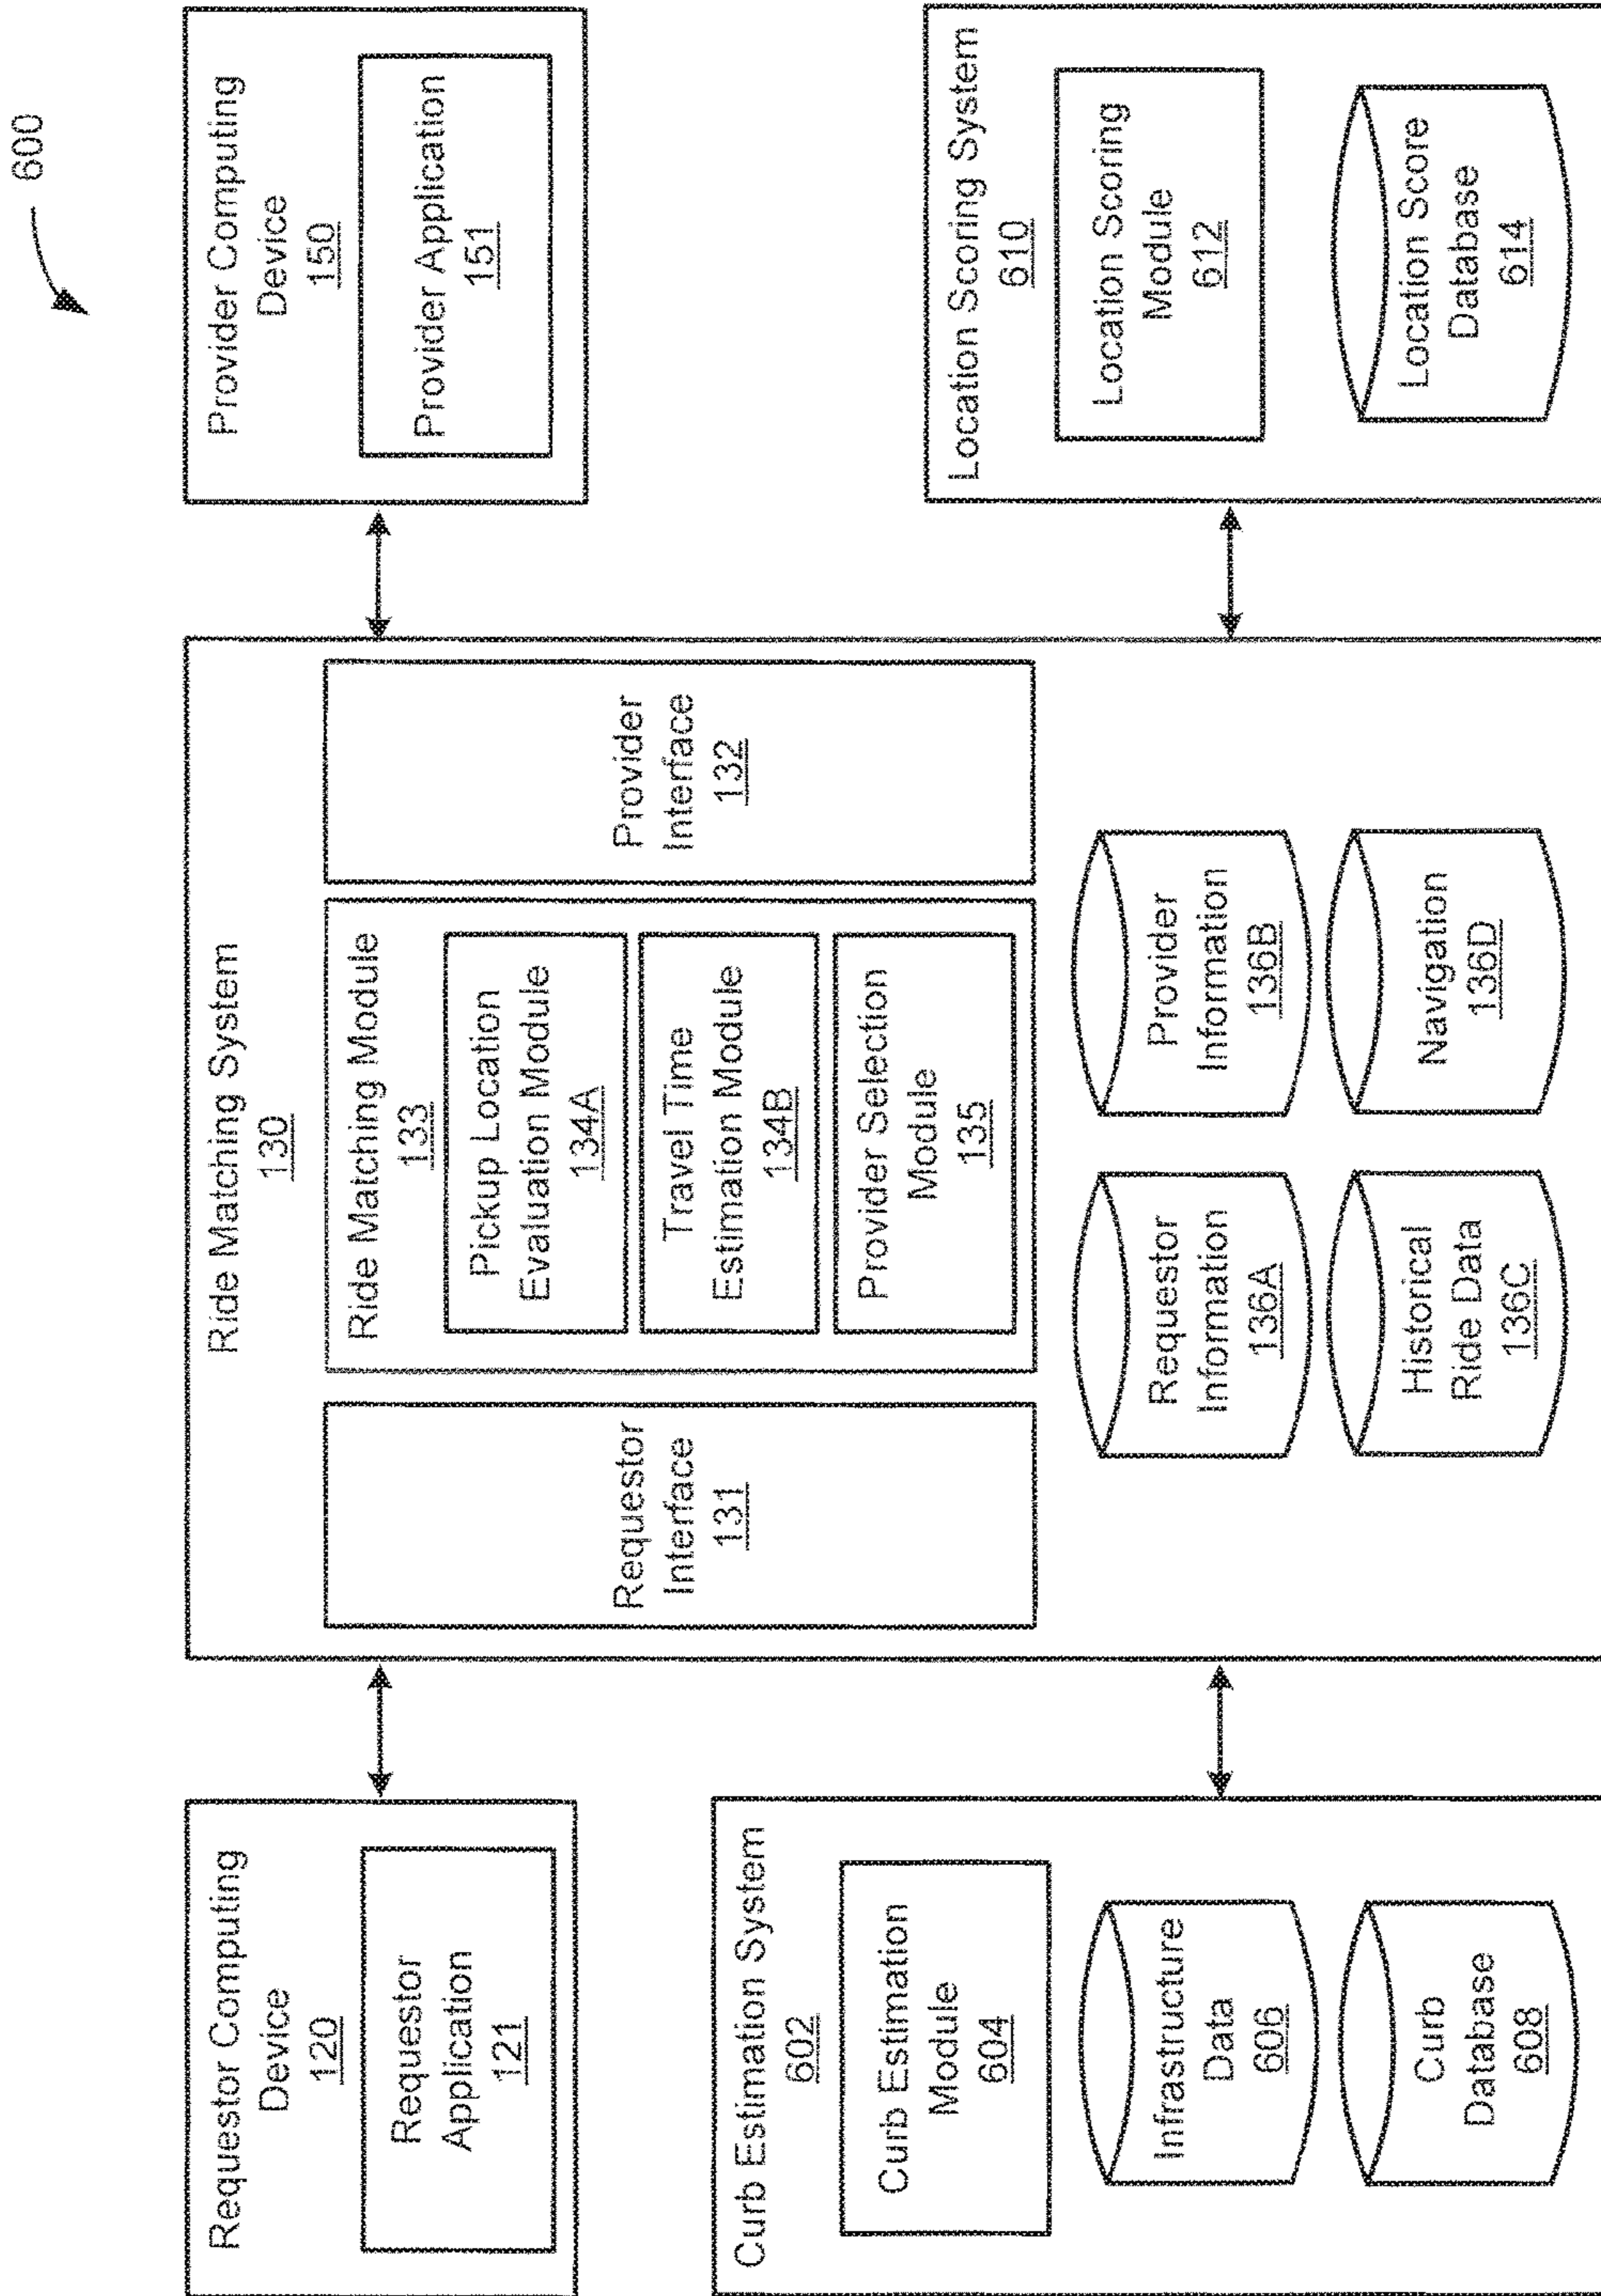 600
Requestor Computing
Device
120
Requestor
Application
121
Curb Estimation System
602
Curb Estimation
Module
604
Infrastructure
Data
606
Curb
Database
608
Ride Matching System
130
Requestor
Interface
131
Ride Matching Module
133
Pickup Location
Evaluation Module
134A
Travel Time
Estimation Module
134B
Provider Selection
Module
135
Provider
Interface
132
Requestor
Information
136A
Provider
Information
136B
Historical
Ride Data
136C
Navigation
136D
Provider Computing
Device
150
Provider Application
151
Location Scoring System
610
Location Scoring
Module
612
Location Score
Database
614